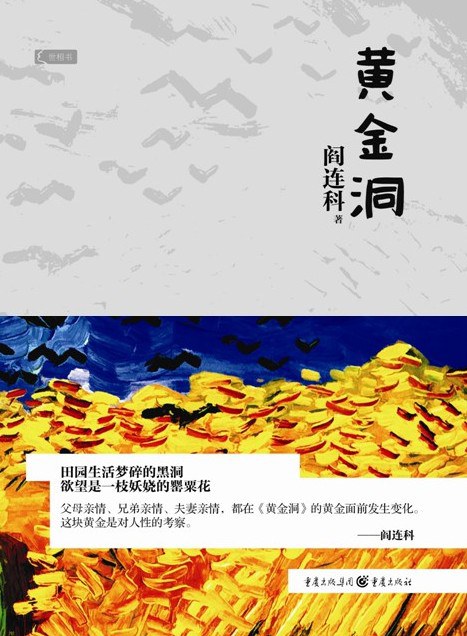 世稻书
黄金洞
阎连科 著
田园生活梦碎的黑洞
欲望是一枝妖娆的罂粟花
父母亲情、兄弟亲情、夫妻亲情，都在《黄金洞》的黄金面前发生变化。
这块黄金是对人性的考察。
——阎连科
重庆出版集团 重庆出版社